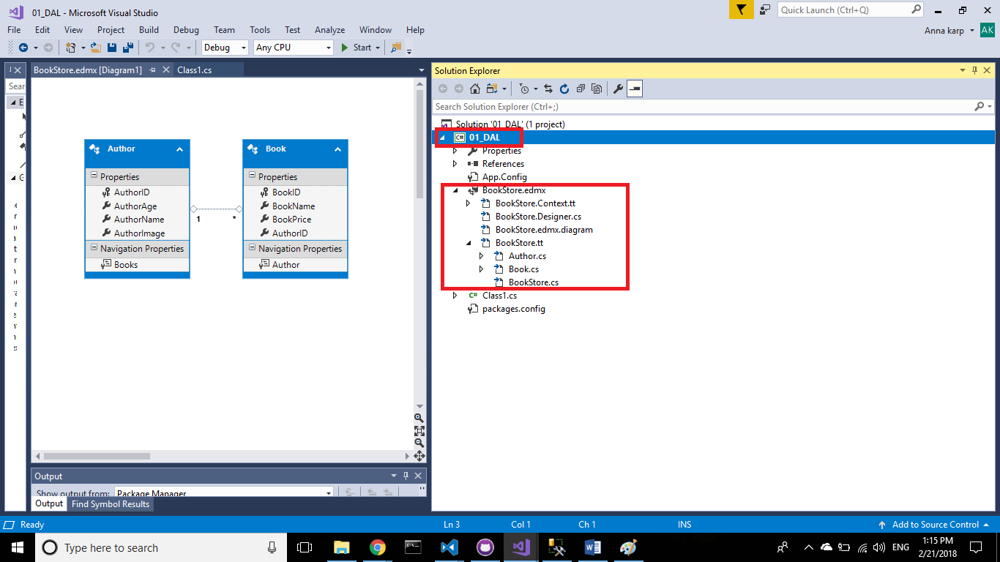 01_DAL - Microsoft Visual Studio
Quick Launch (Ctrl+Q)
File Edit View Project Build Debug Team Tools Test Analyze Window Help
Anna karp AK
Debug Any CPU Start
BookStore.edmx [Diagram1] Class1.cs
Solution Explorer
Sear
Search Solution Explorer (Ctrl+;)
Solution '01_DAL' (1 project)
C# 01_DAL
Properties
References
App.Config
BookStore.edmx
BookStore.Context.tt
BookStore.Designer.cs
BookStore.edmx.diagram
BookStore.tt
Author.cs
Book.cs
BookStore.cs
C# Class1.cs
packages.config
Author
Properties
AuthorID
AuthorAge
AuthorName
AuthorImage
Navigation Properties
Books
1 *
Book
Properties
BookID
BookName
BookPrice
AuthorID
Navigation Properties
Author
Output
Show output from: Package Manager
Output Find Symbol Results
Ready Ln 3 Col 1 Ch 1 INS Add to Source Control
Type here to search
ENG 1:15 PM
2/21/2018